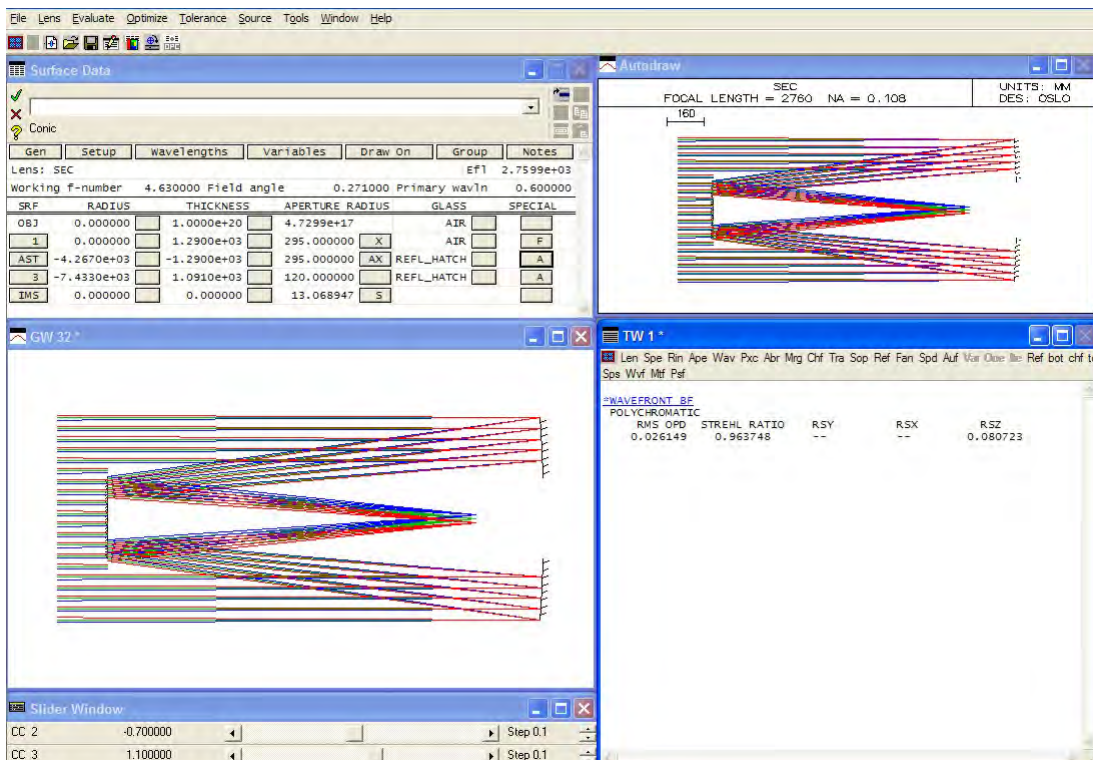 File Lens Evaluate Optimize Tolerance Source Tools Window Help
Surface Data
Conic
Gen Setup Wavelengths Variables Draw On Group Notes
Lens: SEC Efl 2.7599e+03
Working f-number 4.630000 Field angle 0.271000 Primary wavln 0.600000
SRF RADIUS THICKNESS APERTURE RADIUS GLASS SPECIAL
OBJ 0.000000 1.0000e+20 4.7299e+17 AIR
1 0.000000 1.2900e+03 295.000000 X AIR F
AST -4.2670e+03 -1.2900e+03 295.000000 AX REFL_HATCH A
3 -7.4330e+03 1.0910e+03 120.000000 REFL_HATCH A
IMS 0.000000 0.000000 13.068947 S
Autodraw
SEC
FOCAL LENGTH = 2760 NA = 0.108
UNITS: MM
DES: OSLO
160
GW 32 *
TW 1 *
Len Spe Rin Ape Wav Pxc Abr Mrg Chf Tra Sop Ref Fan Spd Auf Var Ope Ite Ref bot chf t
Sps Wvf Mtf Psf
*WAVEFRONT BF
POLYCHROMATIC
RMS OPD STREHL RATIO RSY RSX RSZ
0.026149 0.963748 -- -- 0.080723
Slider Window
CC 2 -0.700000 Step 0.1
CC 3 1.100000 Step 0.1